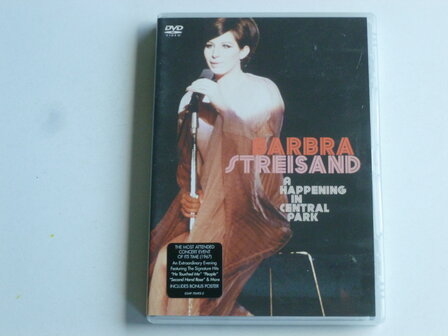 DVD
VIDEO
BARBRA
STREISAND
A
HAPPENING
IN
CENTRAL
PARK
THE MOST ATTENDED
CONCERT EVENT
OF ITS TIME (1967)
An Extraordinary Evening
Featuring The Signature Hits
"He Touched Me" "People"
"Second Hand Rose" & More
INCLUDES BONUS POSTER